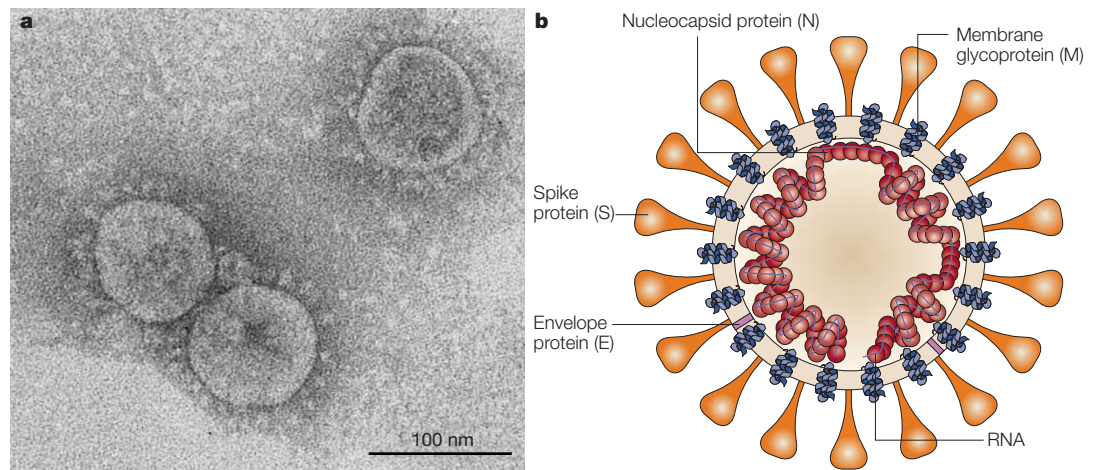 a
100 nm
b
Nucleocapsid protein (N)
Membrane
glycoprotein (M)
Spike
protein (S)
Envelope
protein (E)
RNA